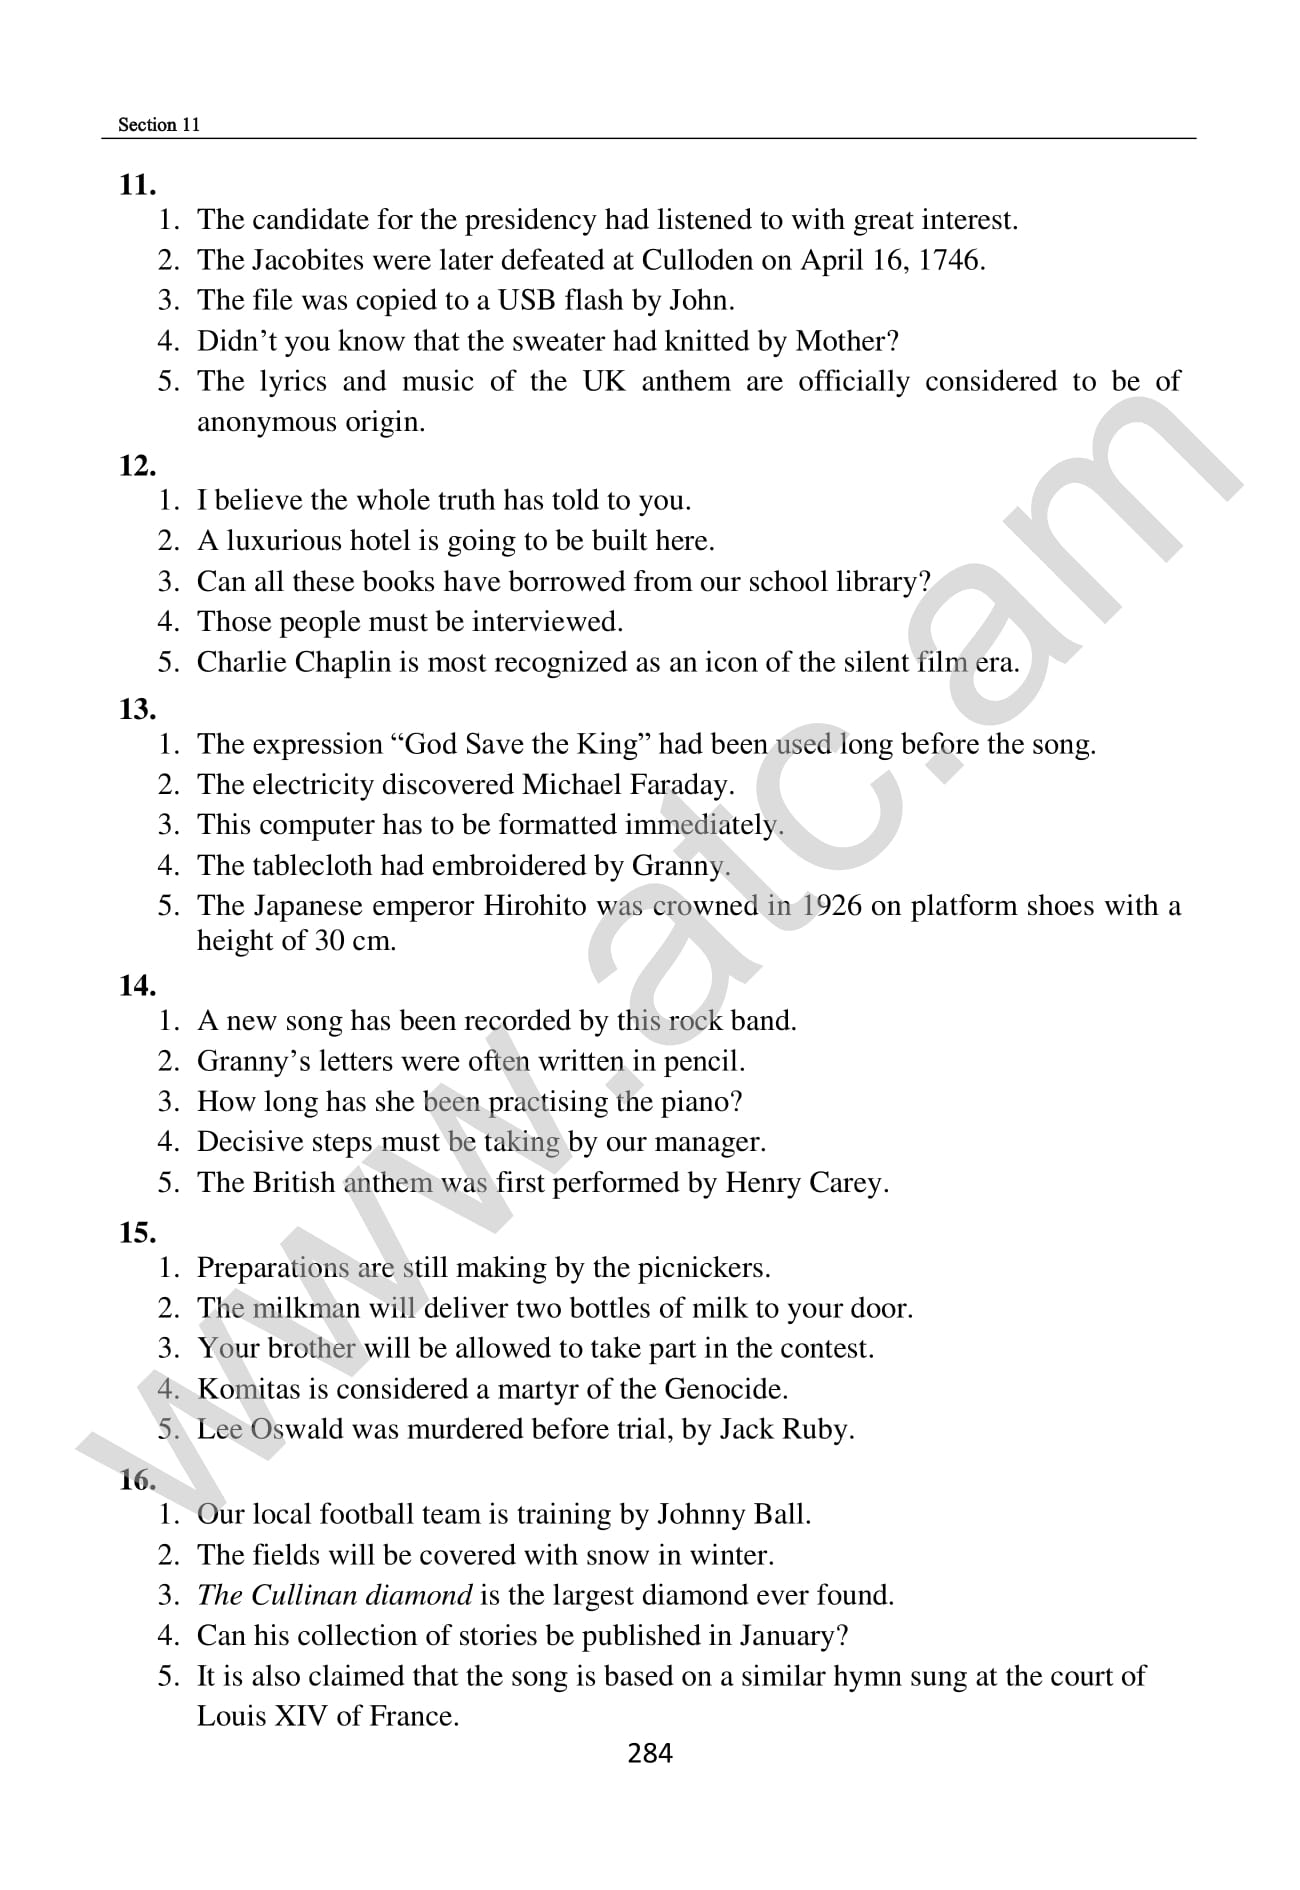 Section 11
11.
1. The candidate for the presidency had listened to with great interest.
2. The Jacobites were later defeated at Culloden on April 16, 1746.
3. The file was copied to a USB flash by John.
4. Didn’t you know that the sweater had knitted by Mother?
5. The lyrics and music of the UK anthem are officially considered to be of
anonymous origin.
12.
1. I believe the whole truth has told to you.
2. A luxurious hotel is going to be built here.
3. Can all these books have borrowed from our school library?
4. Those people must be interviewed.
5. Charlie Chaplin is most recognized as an icon of the silent film era.
13.
1. The expression “God Save the King” had been used long before the song.
2. The electricity discovered Michael Faraday.
3. This computer has to be formatted immediately.
4. The tablecloth had embroidered by Granny.
5. The Japanese emperor Hirohito was crowned in 1926 on platform shoes with a
height of 30 cm.
14.
1. A new song has been recorded by this rock band.
2. Granny’s letters were often written in pencil.
3. How long has she been practising the piano?
4. Decisive steps must be taking by our manager.
5. The British anthem was first performed by Henry Carey.
15.
1. Preparations are still making by the picnickers.
2. The milkman will deliver two bottles of milk to your door.
3. Your brother will be allowed to take part in the contest.
4. Komitas is considered a martyr of the Genocide.
5. Lee Oswald was murdered before trial, by Jack Ruby.
16.
1. Our local football team is training by Johnny Ball.
2. The fields will be covered with snow in winter.
3. The Cullinan diamond is the largest diamond ever found.
4. Can his collection of stories be published in January?
5. It is also claimed that the song is based on a similar hymn sung at the court of
Louis XIV of France.
284
www.atc.am